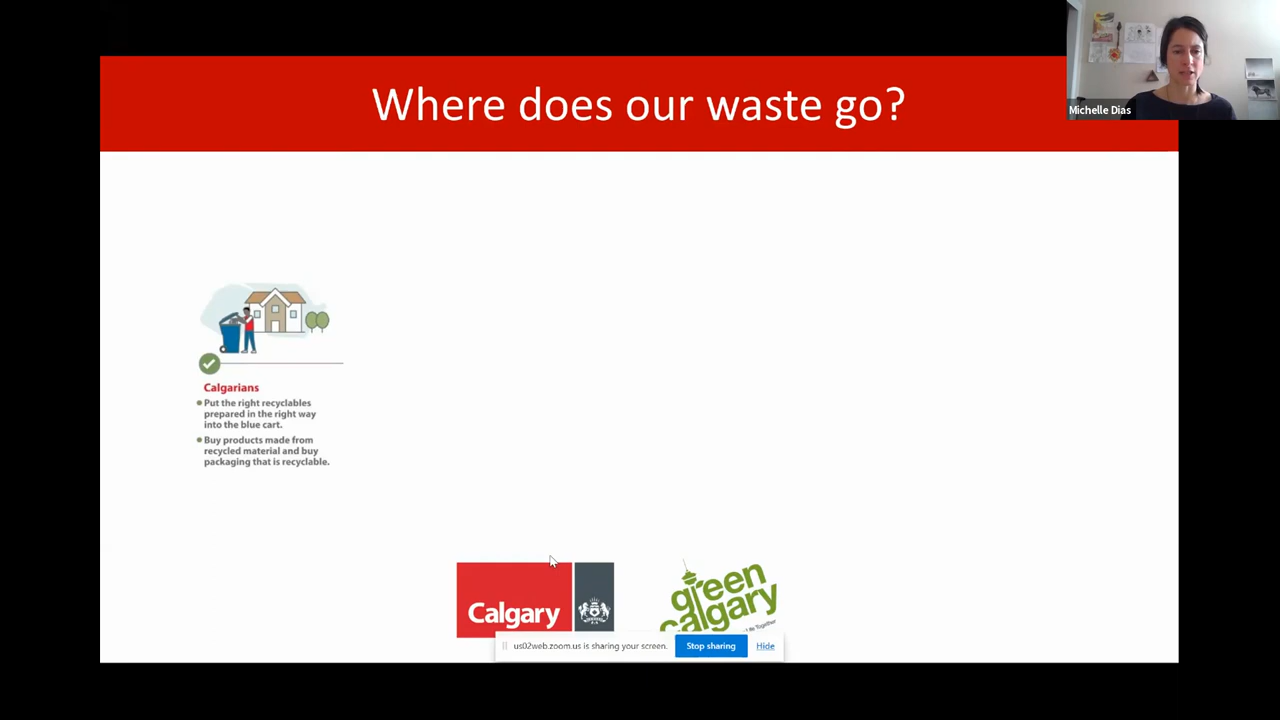 Where does our waste go?
Michelle Dias
Calgarians
Put the right recyclables
prepared in the right way
into the blue cart.
Buy products made from
recycled material and buy
packaging that is recyclable.
Calgary
green
calgary
Together
us02web.zoom.us is sharing your screen.
Stop sharing
Hide